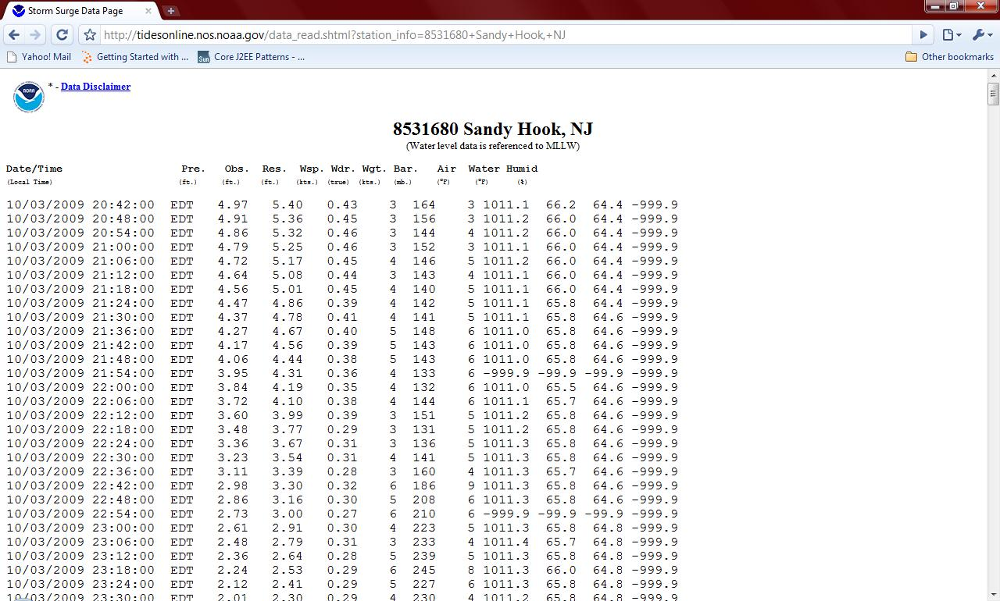 Storm Surge Data Page
http://tidesonline.nos.noaa.gov/data_read.shtml?station_info=8531680+Sandy+Hook,+NJ
Yahoo! Mail Getting Started with ... Sun Core J2EE Patterns - ... Other bookmarks
NOAA * - Data Disclaimer
8531680 Sandy Hook, NJ
(Water level data is referenced to MLLW)
Date/Time Pre. Obs. Res. Wsp. Wdr. Wgt. Bar. Air Water Humid
(Local Time) (ft.) (ft.) (ft.) (kts.) (true) (kts.) (mb.) (°F) (°F) (%)
10/03/2009 20:42:00 EDT 4.97 5.40 0.43 3 164 3 1011.1 66.2 64.4 -999.9
10/03/2009 20:48:00 EDT 4.91 5.36 0.45 3 156 3 1011.2 66.0 64.4 -999.9
10/03/2009 20:54:00 EDT 4.86 5.32 0.46 3 144 4 1011.2 66.0 64.4 -999.9
10/03/2009 21:00:00 EDT 4.79 5.25 0.46 3 152 3 1011.1 66.0 64.4 -999.9
10/03/2009 21:06:00 EDT 4.72 5.17 0.45 4 146 5 1011.2 66.0 64.4 -999.9
10/03/2009 21:12:00 EDT 4.64 5.08 0.44 3 143 4 1011.1 66.0 64.4 -999.9
10/03/2009 21:18:00 EDT 4.56 5.01 0.45 4 140 5 1011.1 66.0 64.4 -999.9
10/03/2009 21:24:00 EDT 4.47 4.86 0.39 4 142 5 1011.1 65.8 64.4 -999.9
10/03/2009 21:30:00 EDT 4.37 4.78 0.41 4 141 5 1011.1 65.8 64.6 -999.9
10/03/2009 21:36:00 EDT 4.27 4.67 0.40 5 148 6 1011.0 65.8 64.6 -999.9
10/03/2009 21:42:00 EDT 4.17 4.56 0.39 5 143 6 1011.0 65.8 64.6 -999.9
10/03/2009 21:48:00 EDT 4.06 4.44 0.38 5 143 6 1011.0 65.8 64.6 -999.9
10/03/2009 21:54:00 EDT 3.95 4.31 0.36 4 133 6 -999.9 -99.9 -99.9 -999.9
10/03/2009 22:00:00 EDT 3.84 4.19 0.35 4 132 6 1011.0 65.5 64.6 -999.9
10/03/2009 22:06:00 EDT 3.72 4.10 0.38 4 144 6 1011.1 65.7 64.6 -999.9
10/03/2009 22:12:00 EDT 3.60 3.99 0.39 3 151 5 1011.2 65.8 64.6 -999.9
10/03/2009 22:18:00 EDT 3.48 3.77 0.29 3 131 5 1011.2 65.8 64.6 -999.9
10/03/2009 22:24:00 EDT 3.36 3.67 0.31 3 136 5 1011.3 65.8 64.6 -999.9
10/03/2009 22:30:00 EDT 3.23 3.54 0.31 4 141 5 1011.3 65.8 64.6 -999.9
10/03/2009 22:36:00 EDT 3.11 3.39 0.28 3 160 4 1011.3 65.7 64.6 -999.9
10/03/2009 22:42:00 EDT 2.98 3.30 0.32 6 186 9 1011.3 65.8 64.6 -999.9
10/03/2009 22:48:00 EDT 2.86 3.16 0.30 5 208 6 1011.3 65.8 64.6 -999.9
10/03/2009 22:54:00 EDT 2.73 3.00 0.27 6 210 6 -999.9 -99.9 -99.9 -999.9
10/03/2009 23:00:00 EDT 2.61 2.91 0.30 4 223 5 1011.3 65.8 64.8 -999.9
10/03/2009 23:06:00 EDT 2.48 2.79 0.31 3 233 4 1011.4 65.7 64.8 -999.9
10/03/2009 23:12:00 EDT 2.36 2.64 0.28 5 239 5 1011.3 65.8 64.8 -999.9
10/03/2009 23:18:00 EDT 2.24 2.53 0.29 6 245 8 1011.3 66.0 64.8 -999.9
10/03/2009 23:24:00 EDT 2.12 2.41 0.29 5 227 6 1011.3 65.8 64.8 -999.9
10/03/2009 23:30:00 EDT 2.01 2.30 0.29 4 230 4 1011.2 65.8 64.8 -999.9